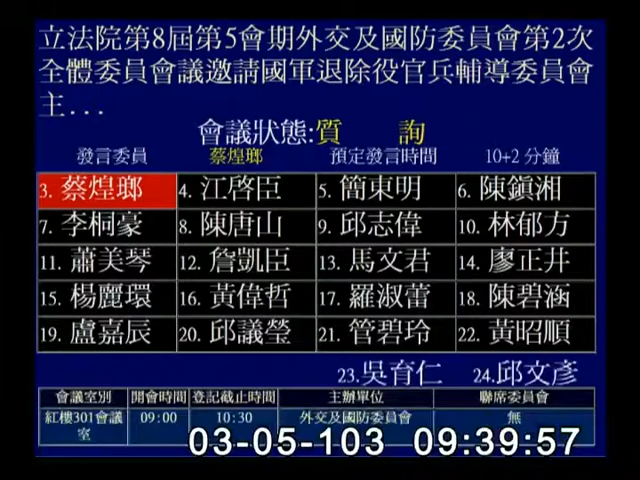 立法院第8屆第5會期外交及國防委員會第2次
全體委員會議邀請國軍退除役官兵輔導委員會
主...
會議狀態:質 詢
發言委員 蔡煌瑯 預定發言時間 10+2 分鐘
3. 蔡煌瑯 4. 江啓臣 5. 簡東明 6. 陳鎮湘
7. 李桐豪 8. 陳唐山 9. 邱志偉 10. 林郁方
11. 蕭美琴 12. 詹凱臣 13. 馬文君 14. 廖正井
15. 楊麗環 16. 黃偉哲 17. 羅淑蕾 18. 陳碧涵
19. 盧嘉辰 20. 邱議瑩 21. 管碧玲 22. 黃昭順
23.吳育仁 24.邱文彥
會議室別 開會時間 登記截止時間 主辦單位 聯席委員會
紅樓301會議 09:00 10:30 外交及國防委員會 無
室
03-05-103 09:39:57